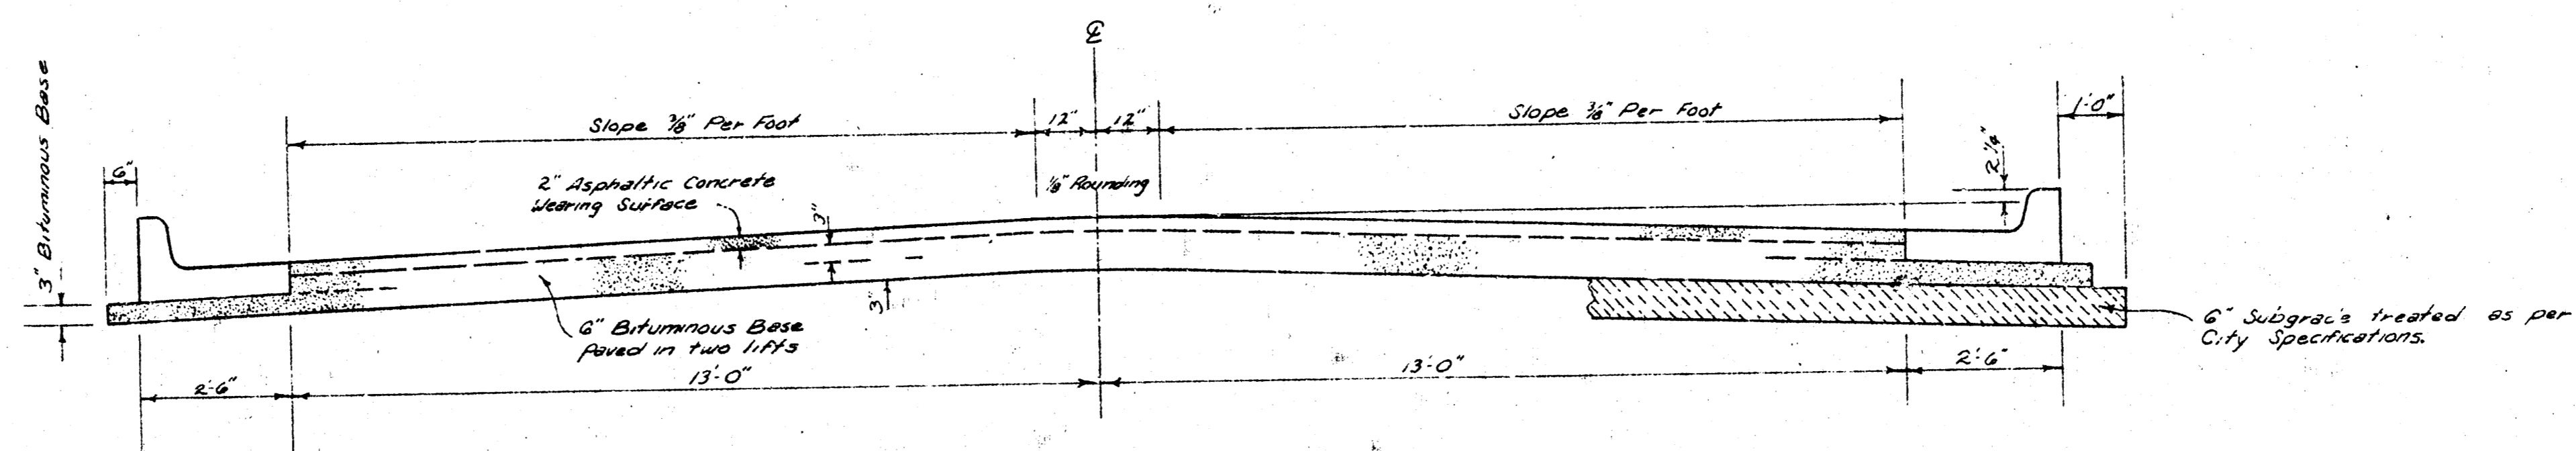 ℄
3" Bituminous Base
6"
Slope 3/8" Per Foot
12"
12"
Slope 3/8" Per Foot
1'-0"
2 1/4"
2" Asphaltic Concrete
Wearing Surface
1/8" Rounding
3"
3"
6" Bituminous Base
Paved in two lifts
6" Subgrade treated as per
City Specifications.
2'-6"
13'-0"
13'-0"
2'-6"